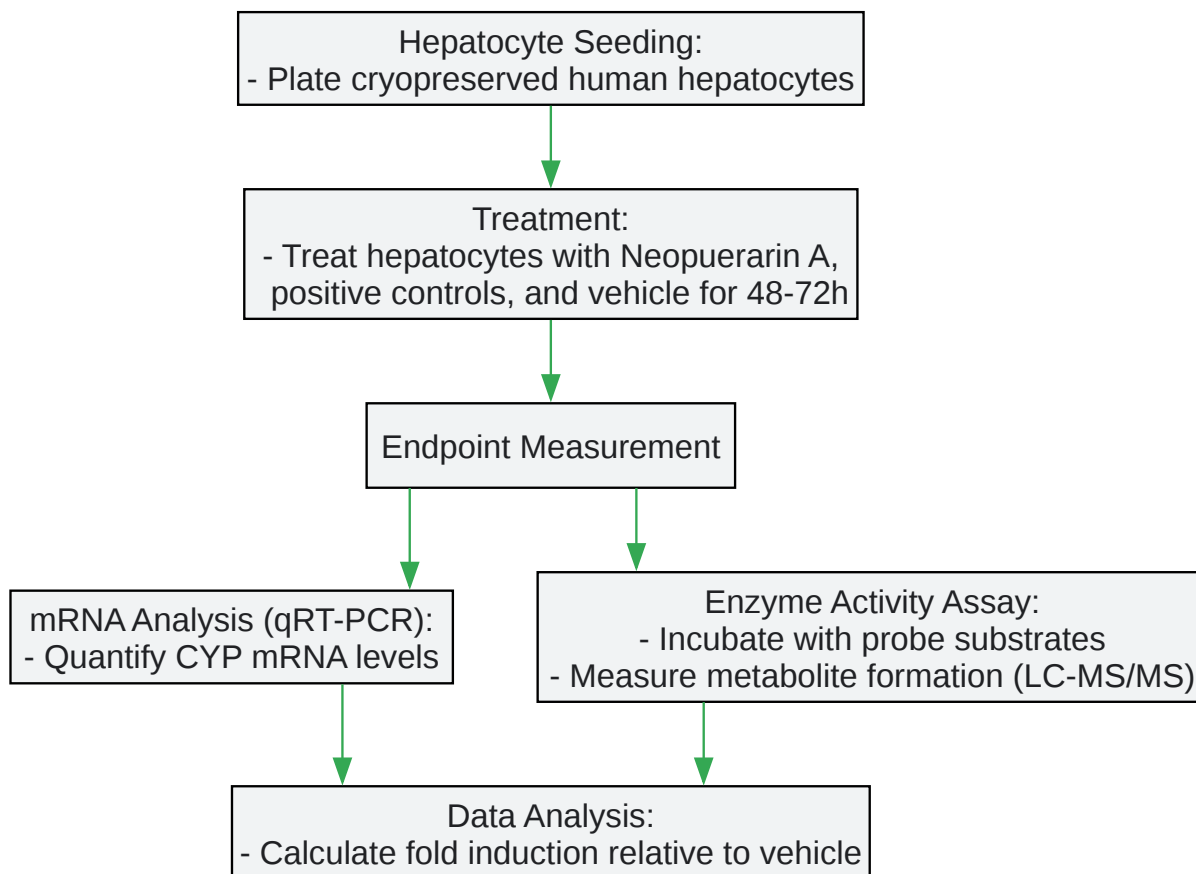 Hepatocyte Seeding:
- Plate cryopreserved human hepatocytes
Treatment:
- Treat hepatocytes with Neopuerarin A,
positive controls, and vehicle for 48-72h
Endpoint Measurement
mRNA Analysis (qRT-PCR):
- Quantify CYP mRNA levels
Enzyme Activity Assay:
- Incubate with probe substrates
- Measure metabolite formation (LC-MS/MS)
Data Analysis:
- Calculate fold induction relative to vehicle